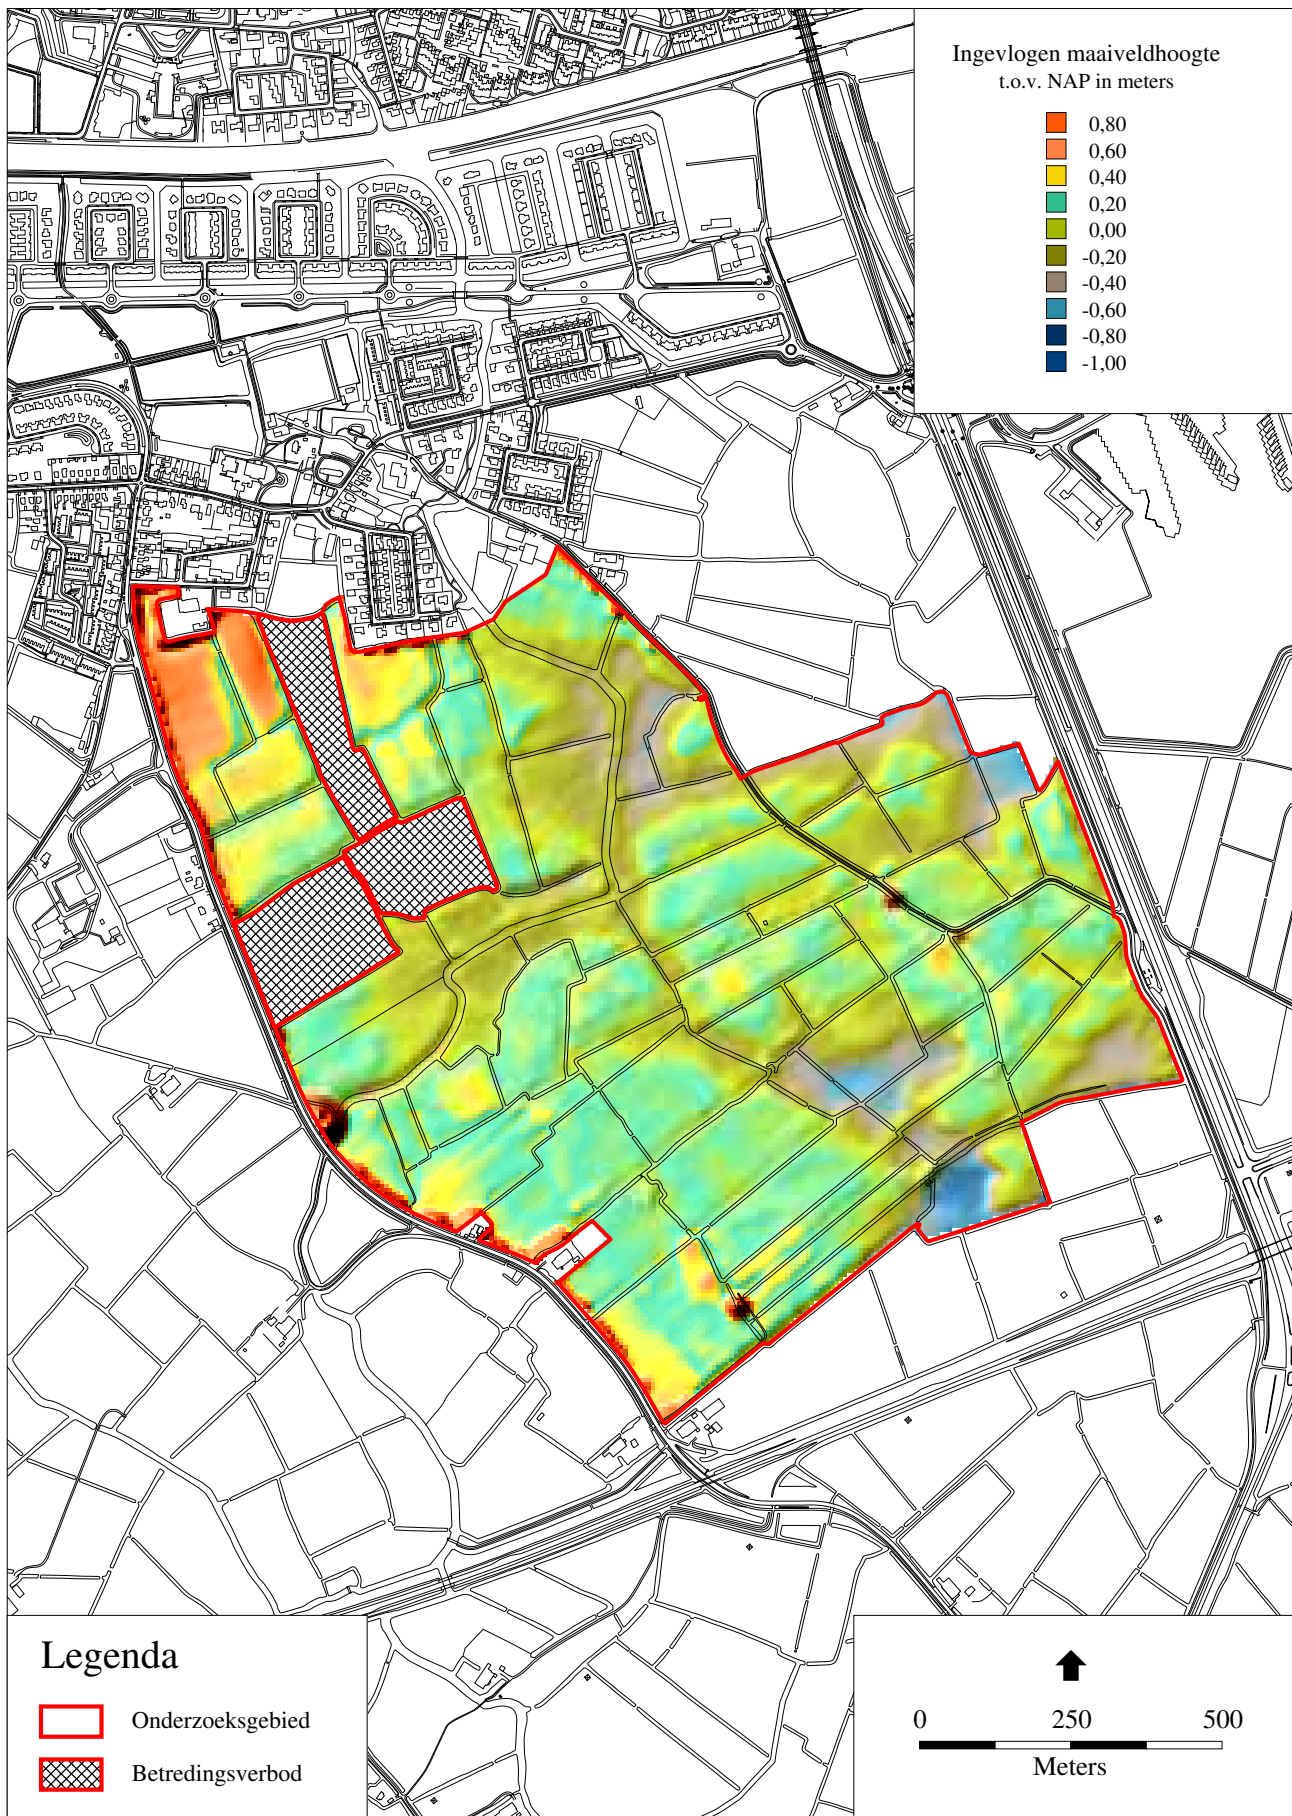 Ingevlogen maaiveldhoogte
t.o.v. NAP in meters
0,80
0,60
0,40
0,20
0,00
-0,20
-0,40
-0,60
-0,80
-1,00
Legenda
Onderzoeksgebied
Betredingsverbod
0 250 500
Meters